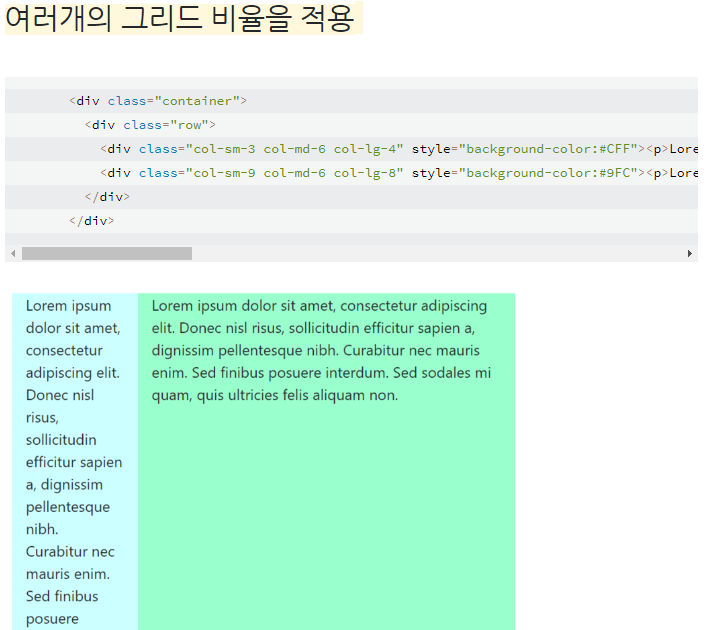 여러개의 그리드 비율을 적용
<div class="container">
<div class="row">
<div class="col-sm-3 col-md-6 col-lg-4" style="background-color:#CFF"><p>Lore
<div class="col-sm-9 col-md-6 col-lg-8" style="background-color:#9FC"><p>Lore
</div>
</div>
Lorem ipsum
dolor sit amet,
consectetur
adipiscing elit.
Donec nisl
risus,
sollicitudin
efficitur sapien
a, dignissim
pellentesque
nibh.
Curabitur nec
mauris enim.
Sed finibus
posuere
Lorem ipsum dolor sit amet, consectetur adipiscing
elit. Donec nisl risus, sollicitudin efficitur sapien a,
dignissim pellentesque nibh. Curabitur nec mauris
enim. Sed finibus posuere interdum. Sed sodales mi
quam, quis ultricies felis aliquam non.